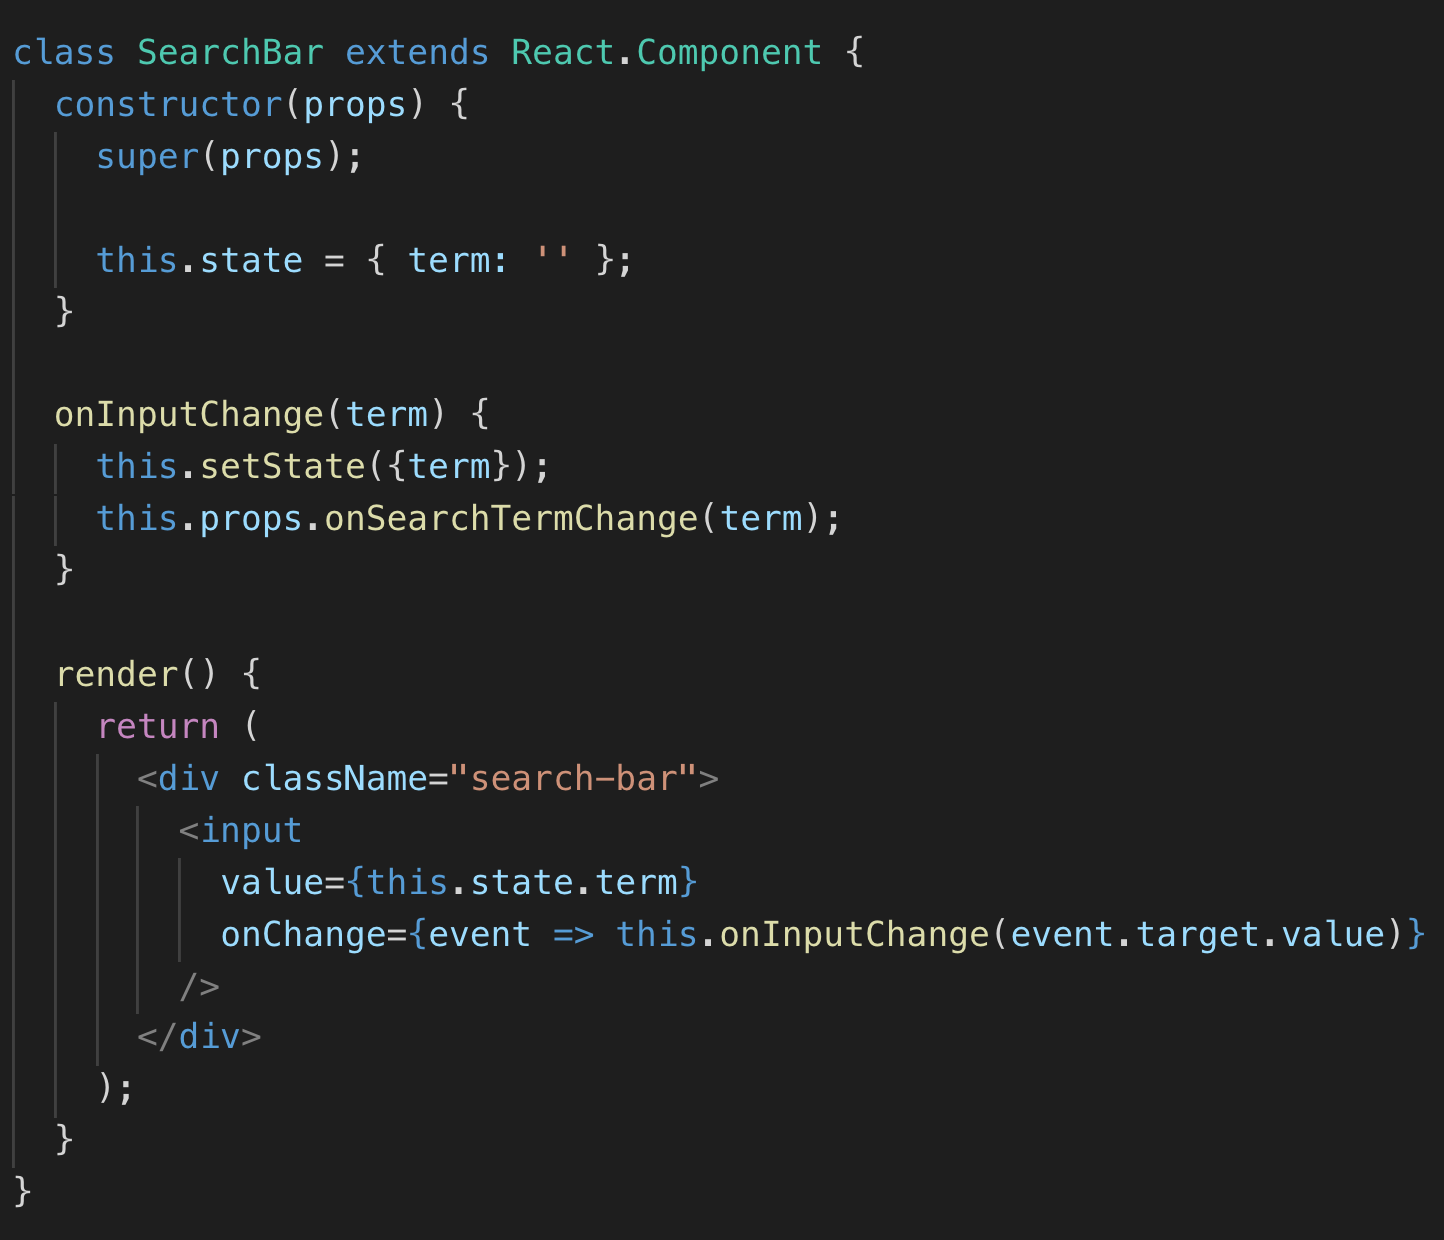 class SearchBar extends React.Component {
  constructor(props) {
    super(props);

    this.state = { term: '' };
  }

  onInputChange(term) {
    this.setState({term});
    this.props.onSearchTermChange(term);
  }

  render() {
    return (
      <div className="search-bar">
        <input
          value={this.state.term}
          onChange={event => this.onInputChange(event.target.value)}
        />
      </div>
    );
  }
}